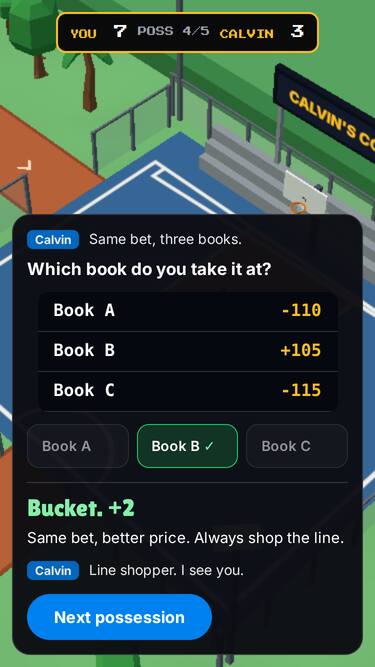 YOU 7 POSS 4/5 CALVIN 3
CALVIN'S CO
Calvin Same bet, three books.
Which book do you take it at?
Book A -110
Book B +105
Book C -115
Book A Book B ✓ Book C
Bucket. +2
Same bet, better price. Always shop the line.
Calvin Line shopper. I see you.
Next possession